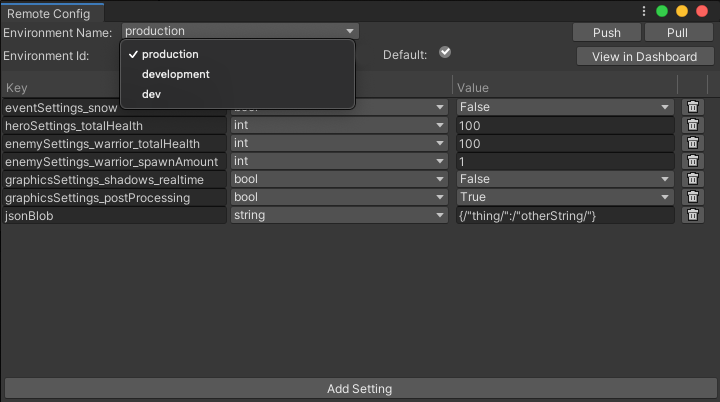 Remote Config
Environment Name: production Push Pull
production
Environment Id: Default: View in Dashboard
development
dev
Key Value
eventSettings_snow False
heroSettings_totalHealth int 100
enemySettings_warrior_totalHealth int 100
enemySettings_warrior_spawnAmount int 1
graphicsSettings_shadows_realtime bool False
graphicsSettings_postProcessing bool True
jsonBlob string {/"thing/":/"otherString/"}
Add Setting